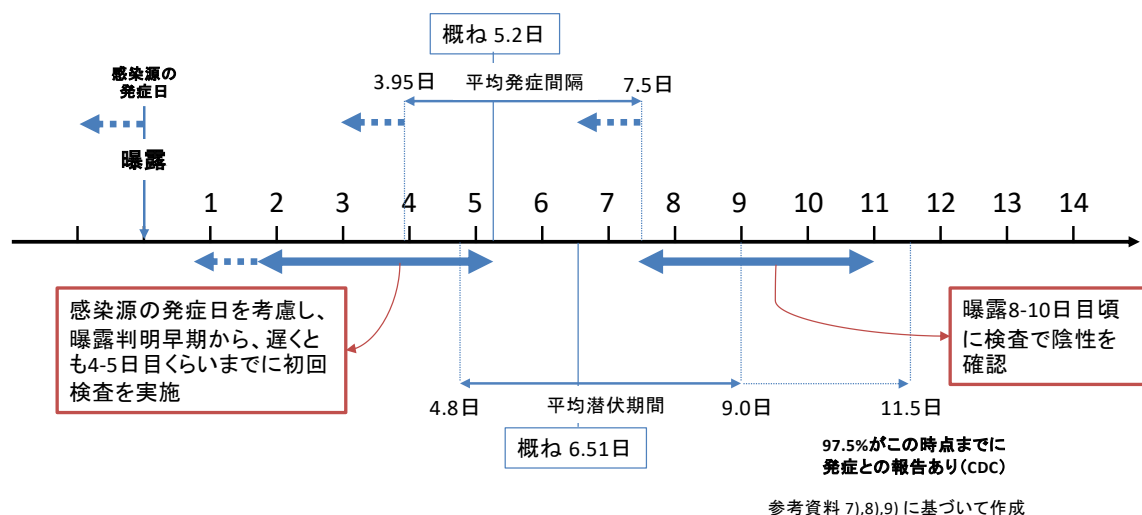 概ね 5.2日
感染源の
発症日
3.95日
平均発症間隔
7.5日
曝露
1 2 3 4 5 6 7 8 9 10 11 12 13 14
感染源の発症日を考慮し、
曝露判明早期から、遅くと
も4-5日目くらいまでに初回
検査を実施
曝露8-10日目頃
に検査で陰性を
確認
4.8日
平均潜伏期間
9.0日
11.5日
概ね 6.51日
97.5%がこの時点までに
発症との報告あり(CDC)
参考資料 7),8),9) に基づいて作成